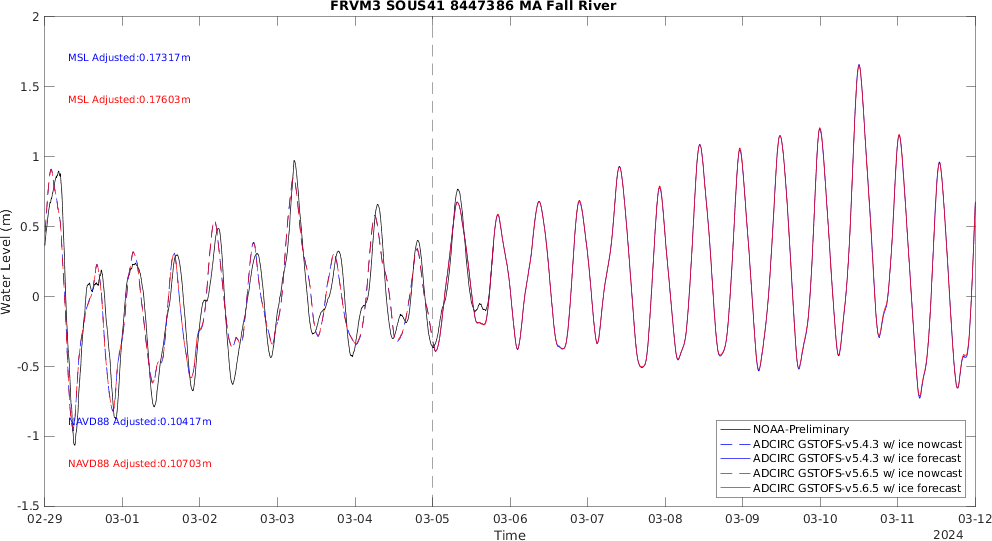 FRVM3 SOUS41 8447386 MA Fall River
2
1.5
1
0.5
0
-0.5
-1
-1.5
Water Level (m)
MSL Adjusted:0.17317m
MSL Adjusted:0.17603m
NAVD88 Adjusted:0.10417m
NAVD88 Adjusted:0.10703m
NOAA-Preliminary
ADCIRC GSTOFS-v5.4.3 w/ ice nowcast
ADCIRC GSTOFS-v5.4.3 w/ ice forecast
ADCIRC GSTOFS-v5.6.5 w/ ice nowcast
ADCIRC GSTOFS-v5.6.5 w/ ice forecast
02-29 03-01 03-02 03-03 03-04 03-05 03-06 03-07 03-08 03-09 03-10 03-11 03-12
Time
2024